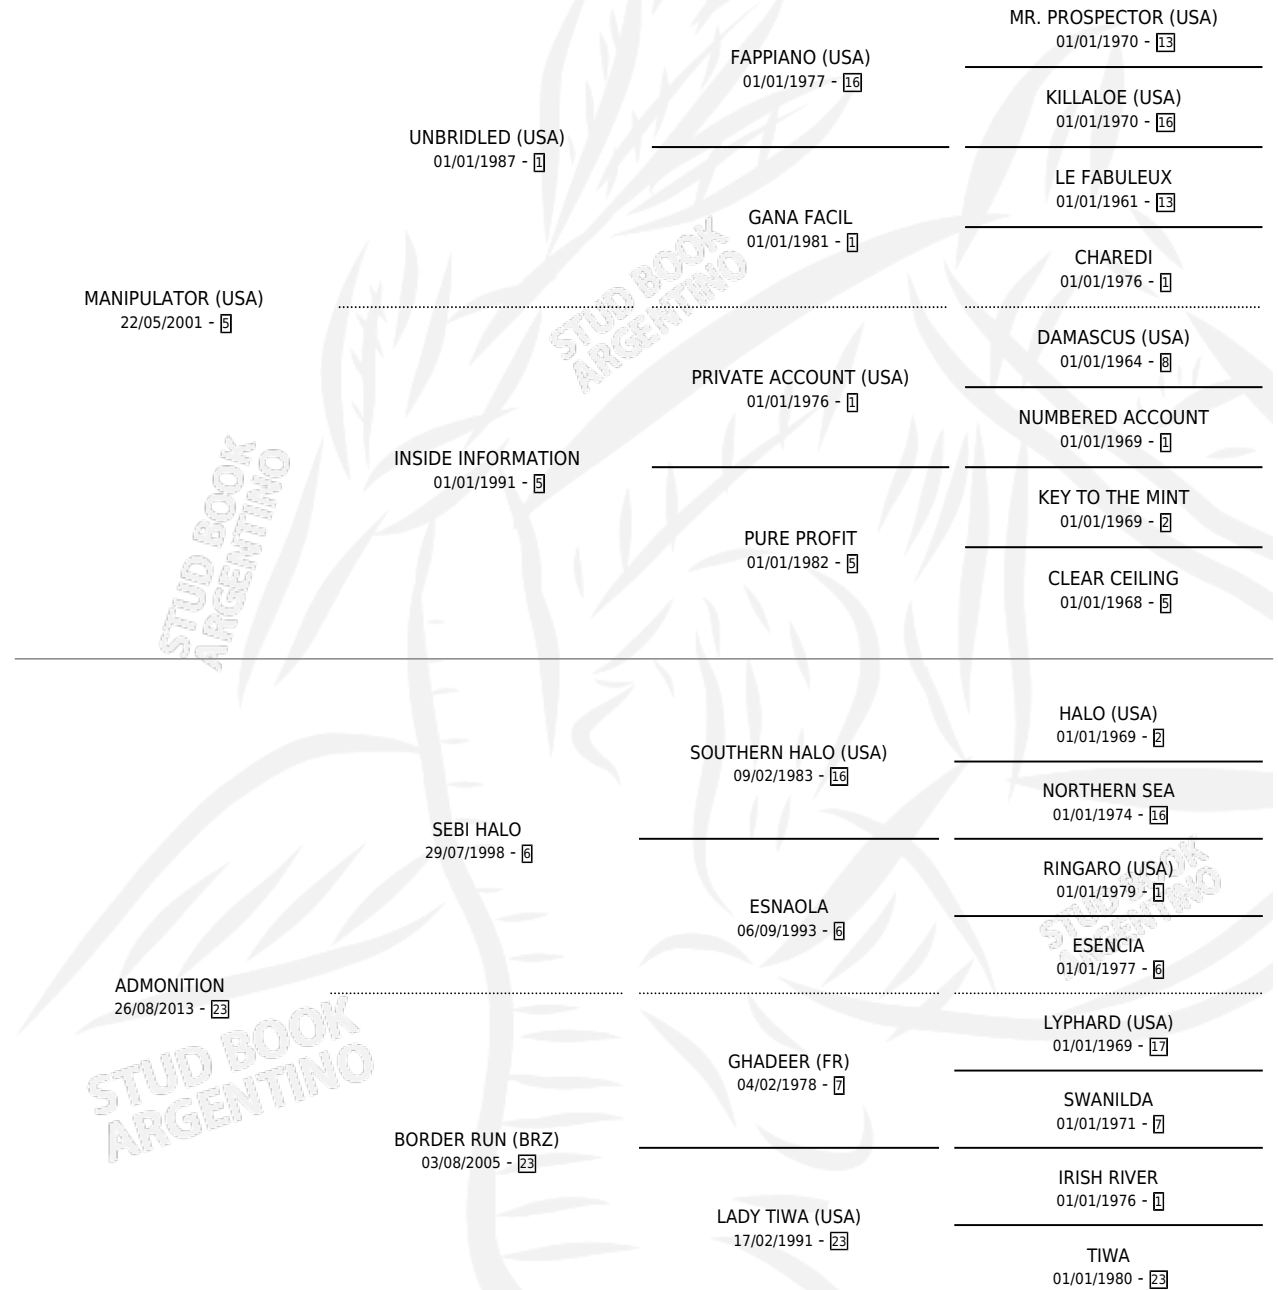 MR. PROSPECTOR (USA)
01/01/1970 - 13
FAPPIANO (USA)
01/01/1977 - 16
KILLALOE (USA)
01/01/1970 - 16
UNBRIDLED (USA)
01/01/1987 - 1
LE FABULEUX
01/01/1961 - 13
GANA FACIL
01/01/1981 - 1
CHAREDI
01/01/1976 - 1
MANIPULATOR (USA)
22/05/2001 - 5
DAMASCUS (USA)
01/01/1964 - 8
PRIVATE ACCOUNT (USA)
01/01/1976 - 1
NUMBERED ACCOUNT
01/01/1969 - 1
INSIDE INFORMATION
01/01/1991 - 5
KEY TO THE MINT
01/01/1969 - 2
PURE PROFIT
01/01/1982 - 5
CLEAR CEILING
01/01/1968 - 5
STUD BOOK
ARGENTINO
STUD BOOK
ARGENTINO
HALO (USA)
01/01/1969 - 2
SOUTHERN HALO (USA)
09/02/1983 - 16
NORTHERN SEA
01/01/1974 - 16
SEBI HALO
29/07/1998 - 6
RINGARO (USA)
01/01/1979 - 1
ESNAOLA
06/09/1993 - 6
ESENCIA
01/01/1977 - 6
ADMONITION
26/08/2013 - 23
LYPHARD (USA)
01/01/1969 - 17
GHADEER (FR)
04/02/1978 - 7
SWANILDA
01/01/1971 - 7
BORDER RUN (BRZ)
03/08/2005 - 23
IRISH RIVER
01/01/1976 - 1
LADY TIWA (USA)
17/02/1991 - 23
TIWA
01/01/1980 - 23
STUD BOOK
ARGENTINO
STUD BOOK
ARGENTINO